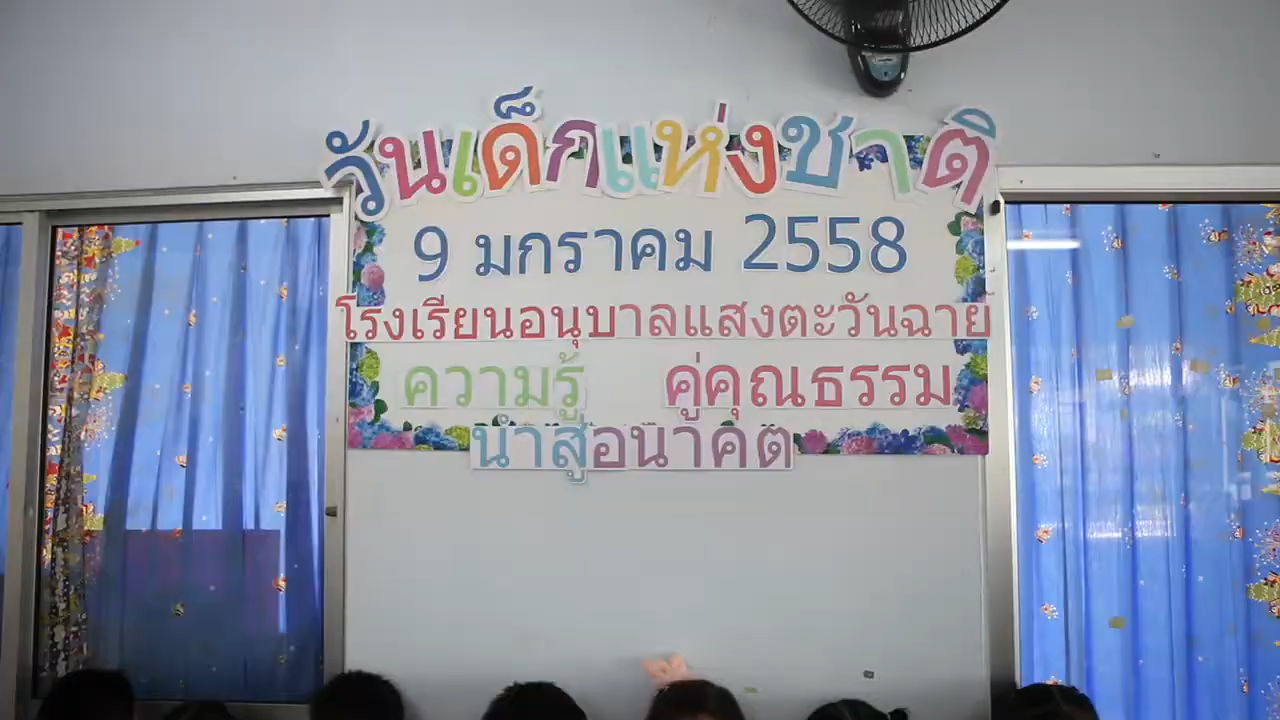 วันเด็กแห่งชาติ
9 มกราคม 2558
โรงเรียนอนุบาลแสงตะวันฉาย
ความรู้ คู่คุณธรรม
นำสู่อนาคต